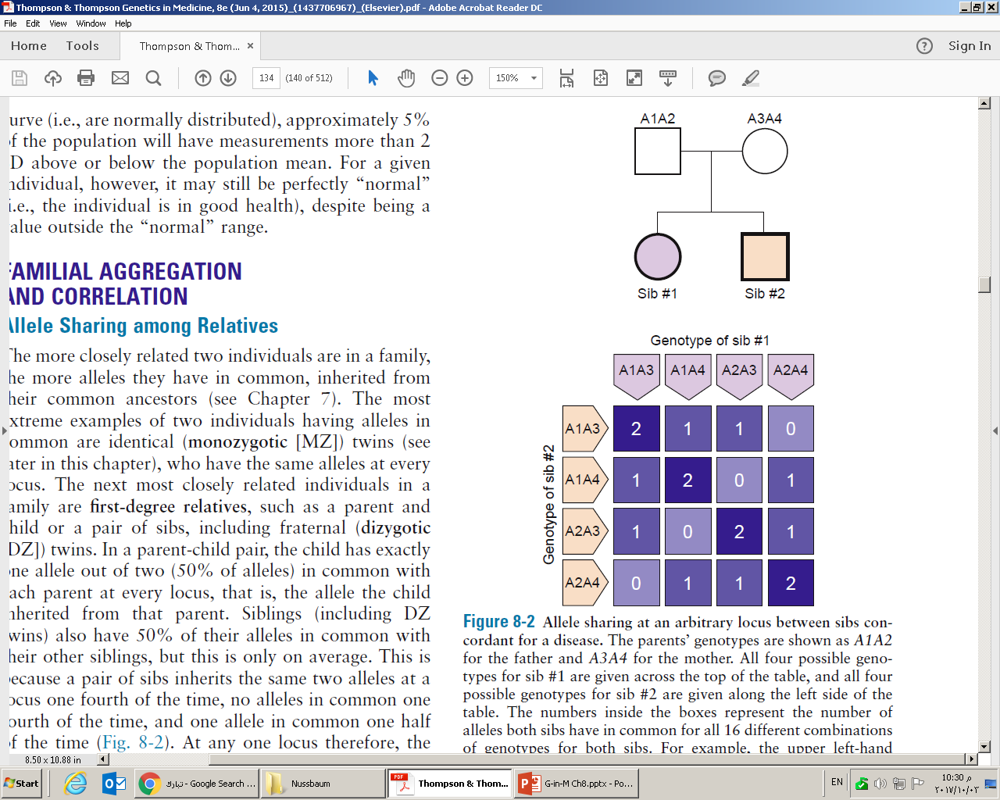 Thompson & Thompson Genetics in Medicine, 8e (Jun 4, 2015)_(1437706967)_(Elsevier).pdf - Adobe Acrobat Reader DC
File Edit View Window Help
Home Tools Thompson & Thom... × ? Sign In
134 (140 of 512) 150%
urve (i.e., are normally distributed), approximately 5%
of the population will have measurements more than 2
D above or below the population mean. For a given
ndividual, however, it may still be perfectly “normal”
i.e., the individual is in good health), despite being a
alue outside the “normal” range.
FAMILIAL AGGREGATION
AND CORRELATION
Allele Sharing among Relatives
The more closely related two individuals are in a family,
he more alleles they have in common, inherited from
heir common ancestors (see Chapter 7). The most
xtreme examples of two individuals having alleles in
ommon are identical (monozygotic [MZ]) twins (see
ater in this chapter), who have the same alleles at every
ocus. The next most closely related individuals in a
amily are first-degree relatives, such as a parent and
hild or a pair of sibs, including fraternal (dizygotic
DZ]) twins. In a parent-child pair, the child has exactly
ne allele out of two (50% of alleles) in common with
ach parent at every locus, that is, the allele the child
nherited from that parent. Siblings (including DZ
wins) also have 50% of their alleles in common with
heir other siblings, but this is only on average. This is
ecause a pair of sibs inherits the same two alleles at a
ocus one fourth of the time, no alleles in common one
ourth of the time, and one allele in common one half
of the time (Fig. 8-2). At any one locus therefore, the
A1A2 A3A4
Sib #1 Sib #2
Genotype of sib #1
A1A3 A1A4 A2A3 A2A4
Genotype of sib #2
A1A3 2 1 1 0
A1A4 1 2 0 1
A2A3 1 0 2 1
A2A4 0 1 1 2
Figure 8-2 Allele sharing at an arbitrary locus between sibs con-
cordant for a disease. The parents’ genotypes are shown as A1A2
for the father and A3A4 for the mother. All four possible geno-
types for sib #1 are given across the top of the table, and all four
possible genotypes for sib #2 are given along the left side of the
table. The numbers inside the boxes represent the number of
alleles both sibs have in common for all 16 different combinations
of genotypes for both sibs. For example, the upper left-hand
8.50 x 10.88 in
Start تبارك - Google Search ... Nussbaum PDF Thompson & Thom... G-in-M Ch8.pptx - Po... EN 10:30 م
٢٠١٧/١٠/٠٣